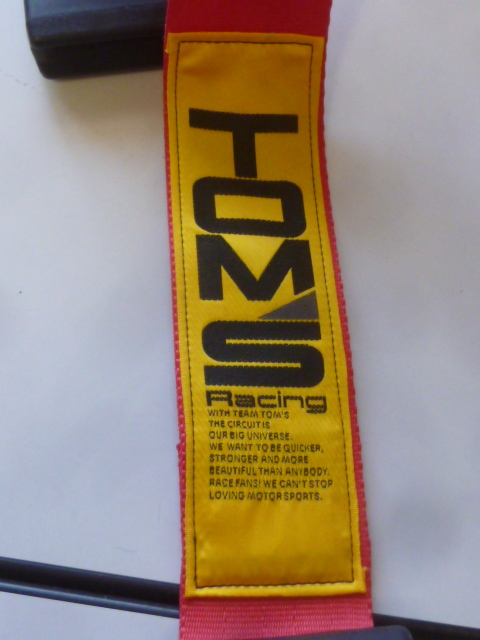 TOM'S
Racing
WITH TEAM TOM'S
THE CIRCUIT IS
OUR BIG UNIVERSE.
WE WANT TO BE QUICKER,
STRONGER AND MORE
BEAUTIFUL THAN ANYBODY.
RACE FANS! WE CAN'T STOP
LOVING MOTOR SPORTS.